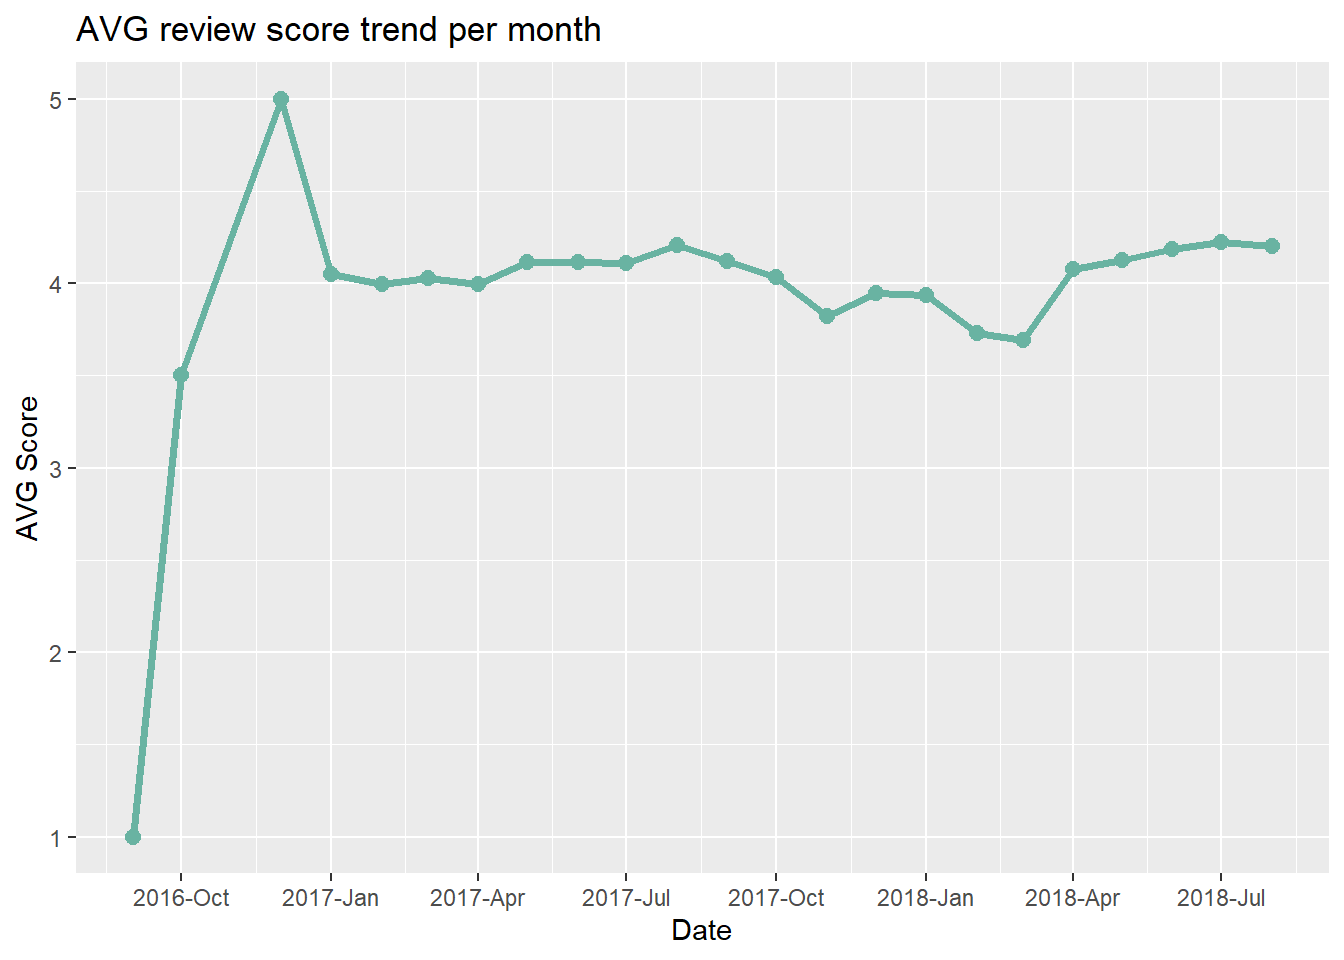 AVG review score trend per month
AVG Score
5
4
3
2
1
2016-Oct 2017-Jan 2017-Apr 2017-Jul 2017-Oct 2018-Jan 2018-Apr 2018-Jul
Date